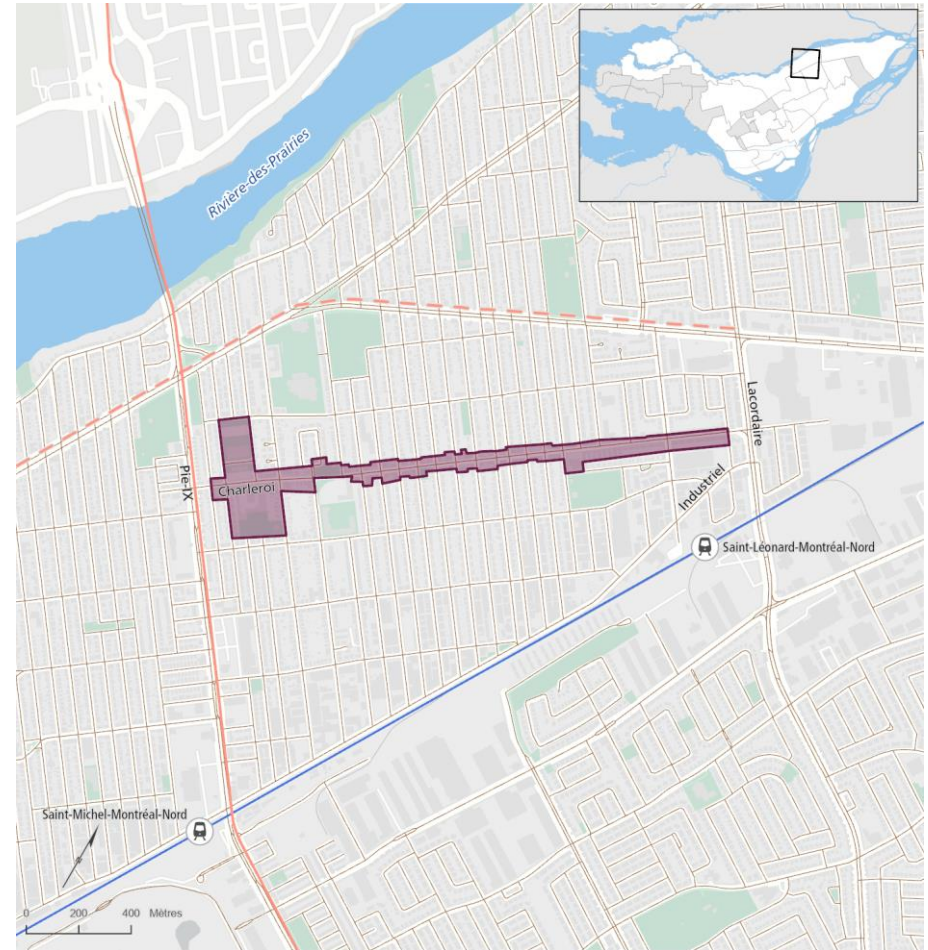 Rivière-des-Prairies
Lacordaire
Pie-IX
Charleroi
Industriel
Saint-Léonard-Montréal-Nord
Saint-Michel-Montréal-Nord
0 200 400 Mètres